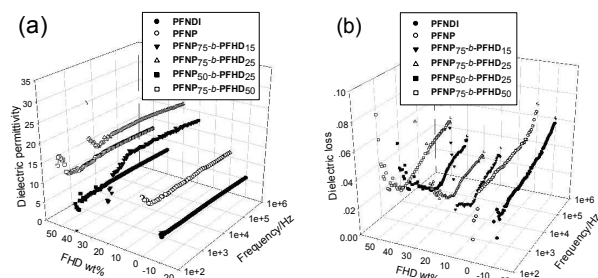 (a)
PFNDI
PFNP
PFNP75-b-PFHD15
PFNP75-b-PFHD25
PFNP50-b-PFHD25
PFNP75-b-PFHD50
Dielectric permittivity
35
30
25
20
15
10
5
0
50
40
30
20
10
0
-10
-20
FHD wt%
1e+2
1e+3
1e+4
1e+5
1e+6
Frequency/Hz
(b)
PFNDI
PFNP
PFNP75-b-PFHD15
PFNP75-b-PFHD25
PFNP50-b-PFHD25
PFNP75-b-PFHD50
Dielectric loss
.10
.08
.06
.04
.02
0.00
50
40
30
20
10
0
-10
20
FHD wt%
1e+2
1e+3
1e+4
1e+5
1e+6
Frequency/Hz